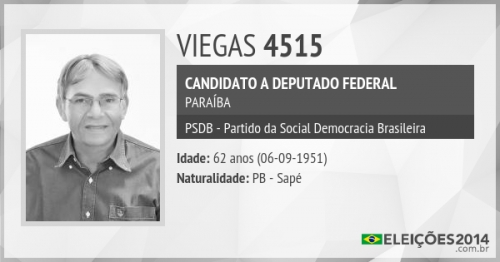 VIEGAS 4515
CANDIDATO A DEPUTADO FEDERAL
PARAÍBA
PSDB - Partido da Social Democracia Brasileira
Idade: 62 anos (06-09-1951)
Naturalidade: PB - Sapé
ELEIÇÕES2014
.com.br